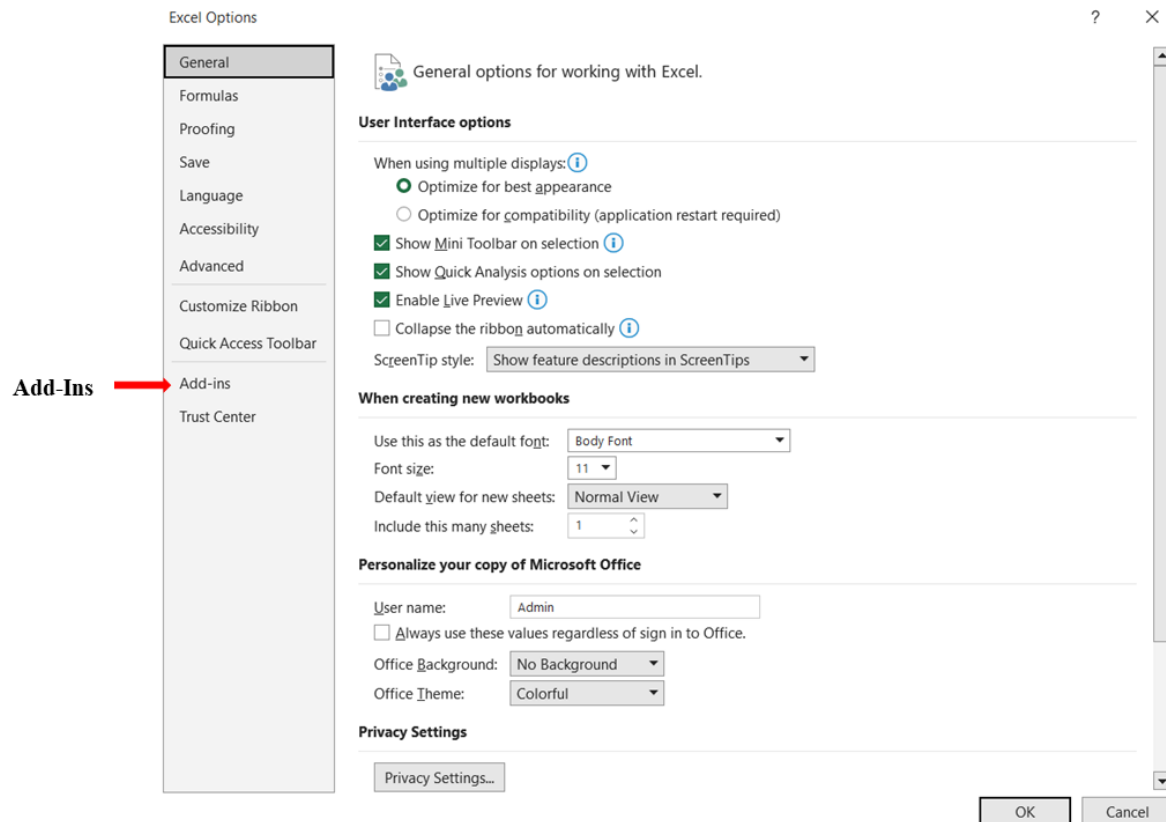 Excel Options
?
General
Formulas
Proofing
Save
Language
Accessibility
Advanced
Customize Ribbon
Quick Access Toolbar
Add-ins
Trust Center
Add-Ins
General options for working with Excel.
User Interface options
When using multiple displays:
Optimize for best appearance
Optimize for compatibility (application restart required)
Show Mini Toolbar on selection
Show Quick Analysis options on selection
Enable Live Preview
Collapse the ribbon automatically
ScreenTip style: Show feature descriptions in ScreenTips
When creating new workbooks
Use this as the default font: Body Font
Font size: 11
Default view for new sheets: Normal View
Include this many sheets: 1
Personalize your copy of Microsoft Office
User name: Admin
Always use these values regardless of sign in to Office.
Office Background: No Background
Office Theme: Colorful
Privacy Settings
Privacy Settings...
OK Cancel